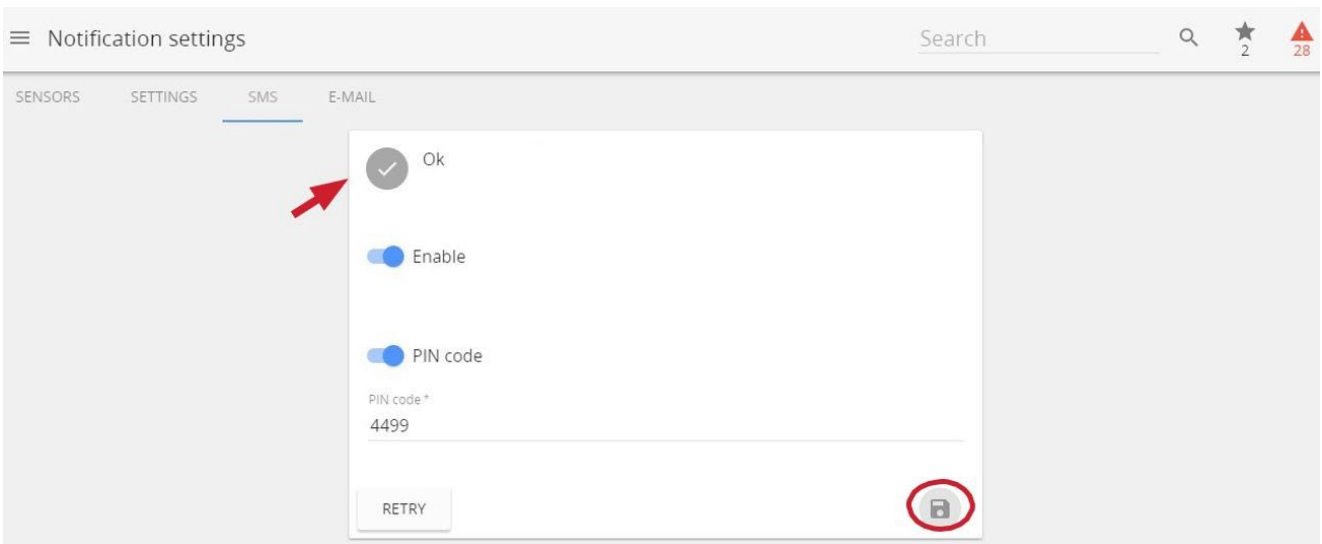 Notification settings
Search
2
28
SENSORS SETTINGS SMS E-MAIL
Ok
Enable
PIN code
PIN code *
4499
RETRY